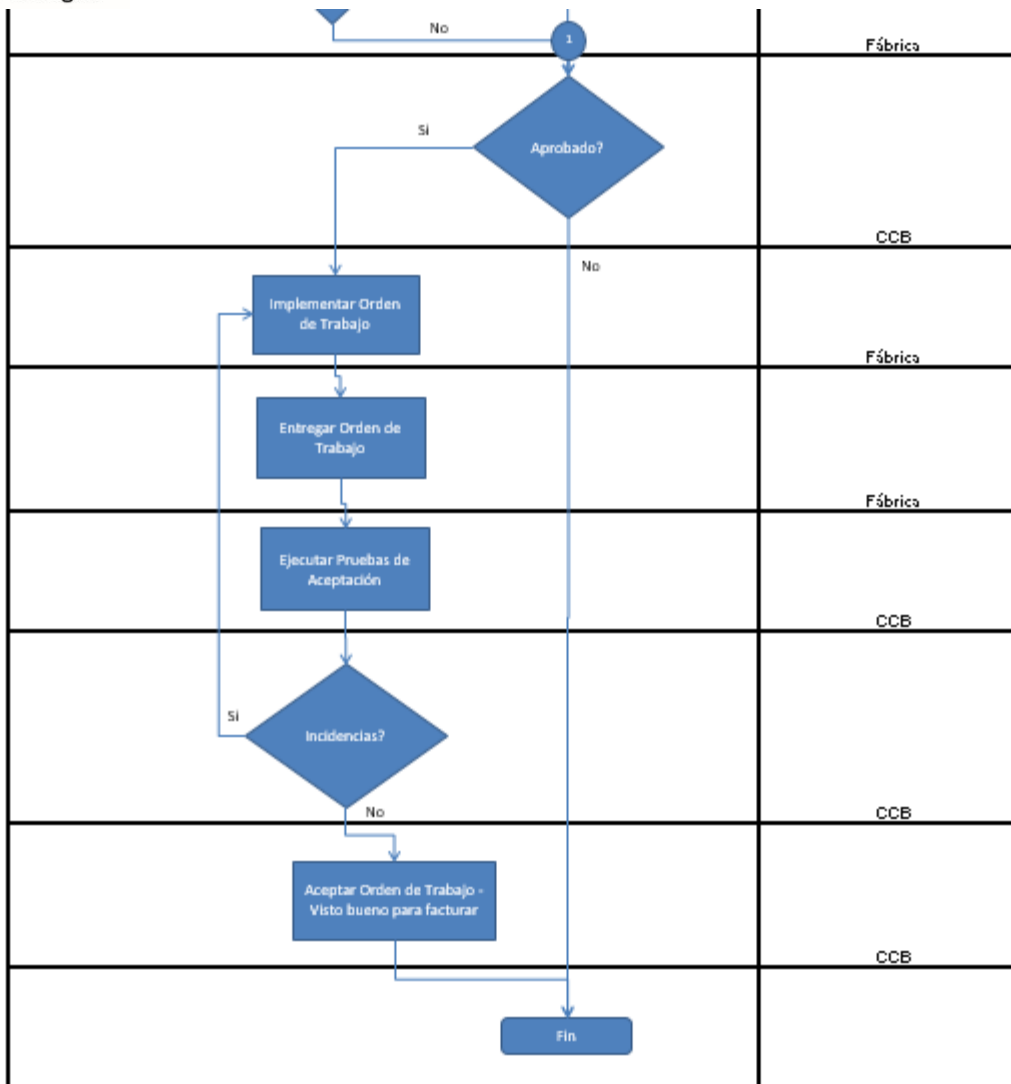 No
1
Fábrica
Si
Aprobado?
CCB
No
Implementar Orden
de Trabajo
Fábrica
Entregar Orden de
Trabajo
Fábrica
Ejecutar Pruebas de
Aceptación
CCB
Si
Incidencias?
No
CCB
Aceptar Orden de Trabajo -
Visto bueno para facturar
CCB
Fin